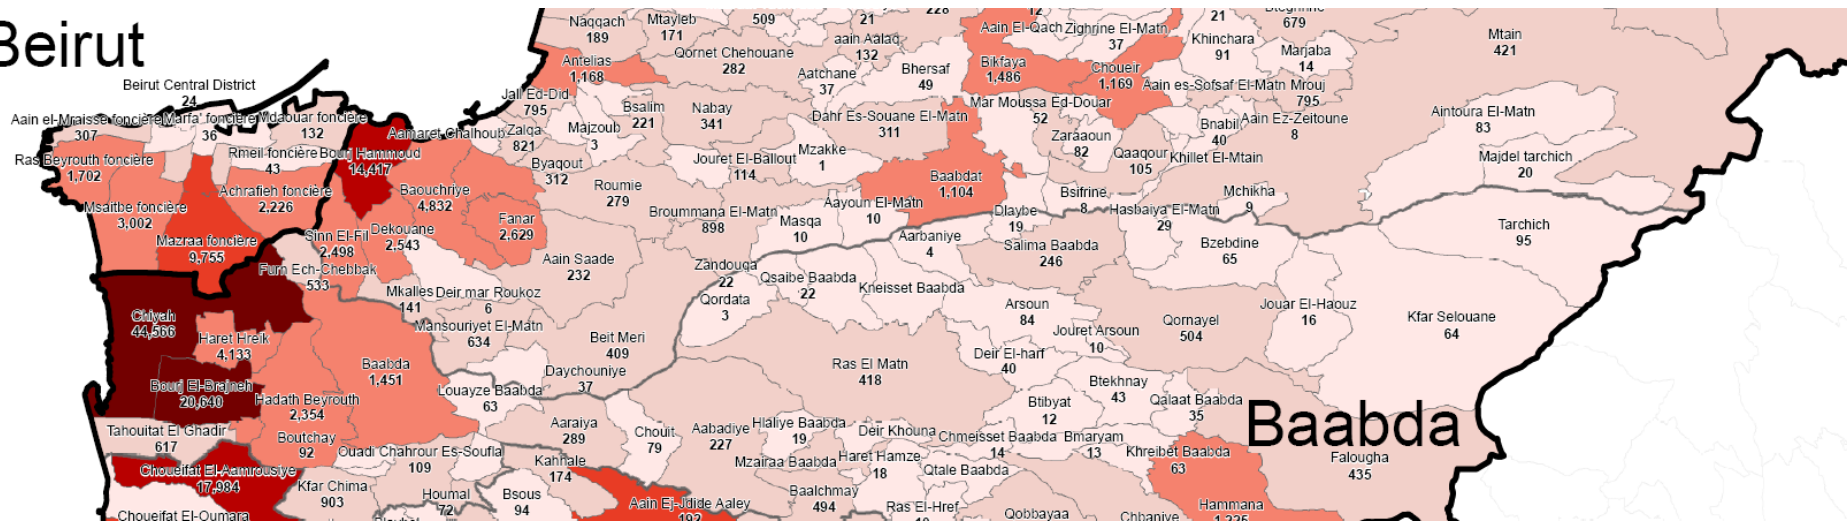 Beirut
Naqqach
189
Mtayleb
171
509
21
228
12
Aain El-Qach
Zighrine El-Matn
37
21
Khinchara
91
679
Marjaba
14
Mtain
421
aain Aalaq
132
Qornet Chehouane
282
Antelias
1,168
Aatchane
37
Bhersaf
49
Bikfaya
1,486
Choueir
1,169
Aain es-Sofsaf El-Matn
Mrouj
795
Beirut Central District
24
Jall Ed-Did
795
Bsalim
221
Nabay
341
Dahr Es-Souane El-Matn
311
Mar Moussa Ed-Douar
52
Bnabil
40
Aain Ez-Zeitoune
8
Aintoura El-Matn
83
Aain el-Mraisse foncière
307
Marfa' foncière
36
Mdaouar foncière
132
Aamaret Chalhoub
Zalqa
821
Majzoub
3
Zaraaoun
82
Qaaqour
105
Khillet El-Mtain
Majdel tarchich
20
Ras Beyrouth foncière
1,702
Rmeil foncière
43
Bourj Hammoud
14,417
Byaqout
312
Jouret El-Ballout
114
Mzakke
1
Baabdat
1,104
Achrafieh foncière
2,226
Baouchriye
4,832
Roumie
279
Bsifrine
8
Mchikha
9
Msaitbe foncière
3,002
Fanar
2,629
Broummana El-Matn
898
Masqa
10
Aayoun El-Matn
10
Dlaybe
19
Hasbaiya El-Matn
29
Tarchich
95
Mazraa foncière
9,755
Sinn El-Fil
2,498
Dekouane
2,543
Aarbaniye
4
Salima Baabda
246
Bzebdine
65
Furn Ech-Chebbak
533
Aain Saade
232
Zandouga
22
Qsaibe Baabda
22
Kneisset Baabda
Mkalles
141
Deir mar Roukoz
6
Qordata
3
Arsoun
84
Jouar El-Haouz
16
Kfar Selouane
64
Chiyah
44,566
Haret Hreik
4,133
Mansouriyet El-Matn
634
Beit Meri
409
Jouret Arsoun
10
Qornayel
504
Baabda
1,451
Ras El Matn
418
Deir El-harf
40
Bourj El-Brajneh
20,640
Daychouniye
37
Btekhnay
43
Hadath Beyrouth
2,354
Louayze Baabda
63
Btibyat
12
Qalaat Baabda
35
Baabda
Tahouitat El Ghadir
617
Boutchay
92
Aaraiya
289
Chouit
79
Aabadiye
227
Hlaliye Baabda
19
Deir Khouna
Chmeisset Baabda
14
Bmaryam
13
Ouadi Chahrour Es-Soufla
109
Kahhale
174
Mzairaa Baabda
Haret Hamze
18
Qtale Baabda
Khreibet Baabda
63
Falougha
435
Choueifat El-Aamrousiye
17,984
Kfar Chima
903
Houmal
72
Bsous
94
Aain Ej-Jdide Aaley
192
Baalchmay
494
Ras El-Href
Qobbayaa
Chbaniye
Hammana
1,226
Choueifat El-Oumara